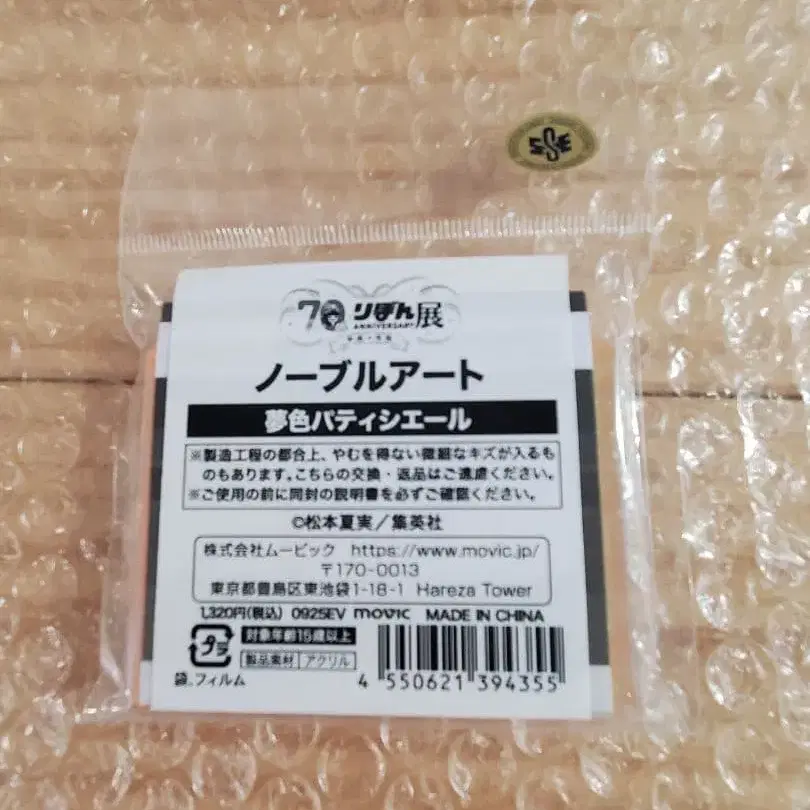 70 りぼん展
ANNIVERSARY
ノーブルアート
夢色パティシエール
※製造工程の都合上、やむを得ない微細なキズが入るも
のもあります。こちらの交換・返品はご遠慮ください。
※ご使用の前に同封の説明書を必ずご確認ください。
©松本夏実／集英社
株式会社ムービック https://www.movic.jp/
〒170-0013
東京都豊島区東池袋1-18-1 Hareza Tower
1,320円(税込) 0925EV movic MADE IN CHINA
対象年齢15歳以上
プラ 製品素材 アクリル
袋、フィルム
4 550621 394355